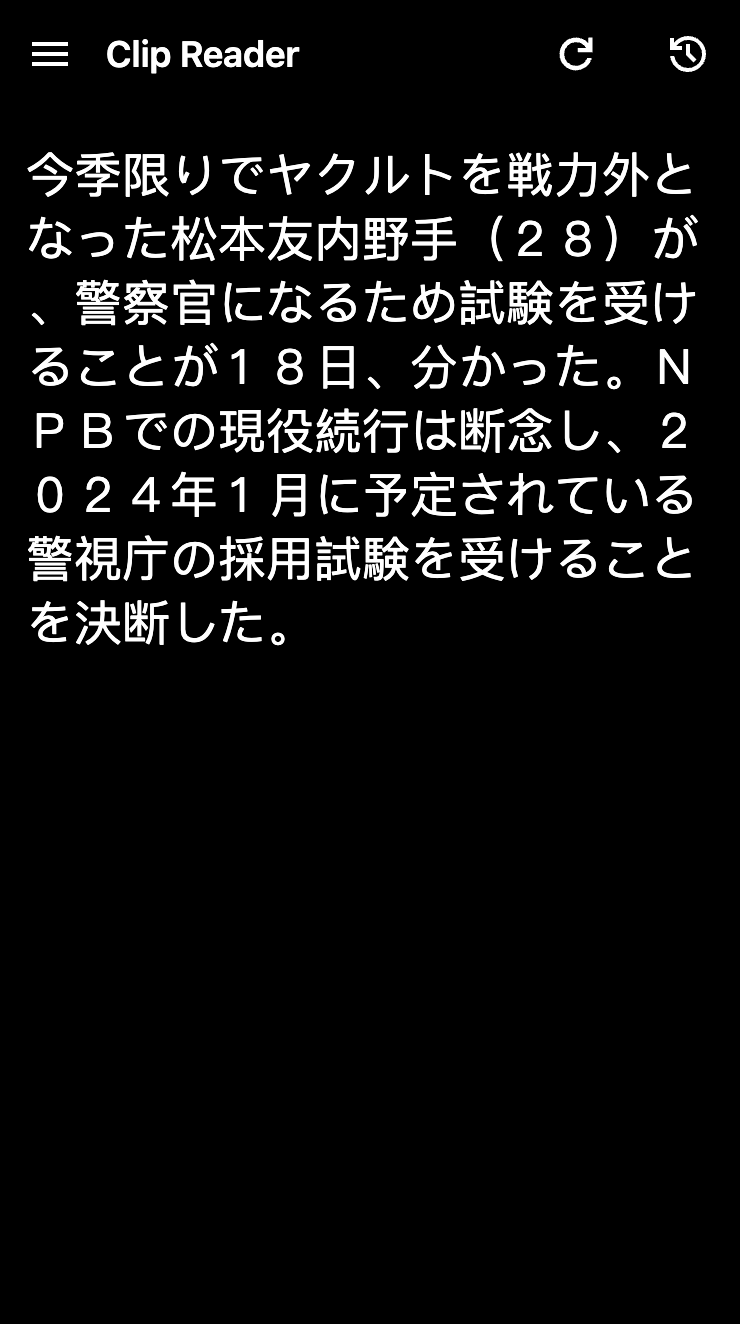 Clip Reader
今季限りでヤクルトを戦力外と
なった松本友内野手（２８）が
、警察官になるため試験を受け
ることが１８日、分かった。Ｎ
ＰＢでの現役続行は断念し、２
０２４年１月に予定されている
警視庁の採用試験を受けること
を決断した。